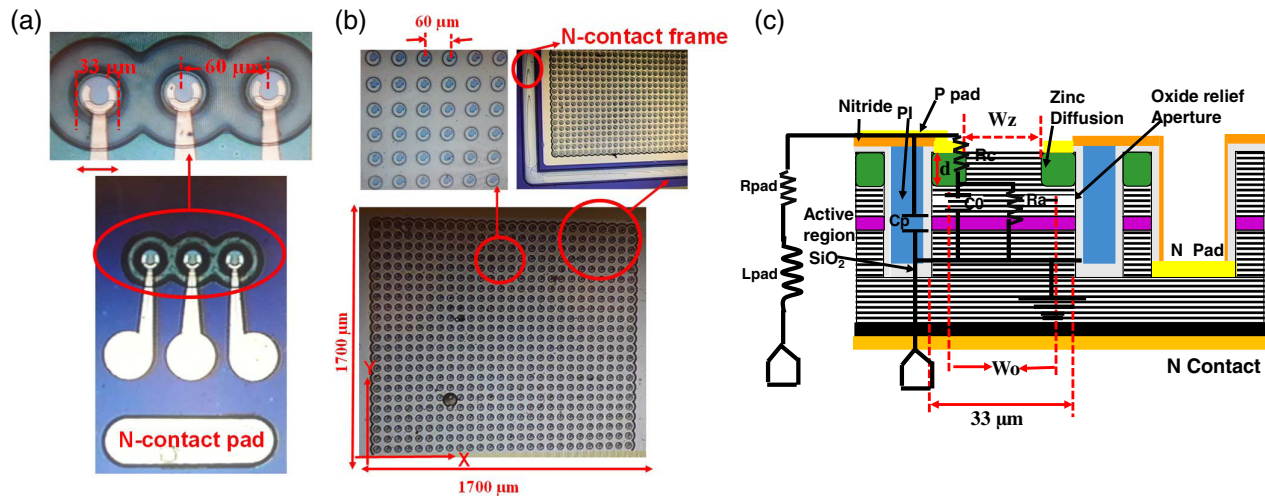 (a)
33 μm
60 μm
N-contact pad
(b)
60 μm
N-contact frame
1700 μm
Y
X
1700 μm
(c)
Nitride
PI
P pad
Wz
Zinc
Diffusion
Oxide relief
Aperture
Rc
d
Rpad
C0
Ra
Cp
Active
region
SiO2
Lpad
N Pad
Wo
N Contact
33 μm